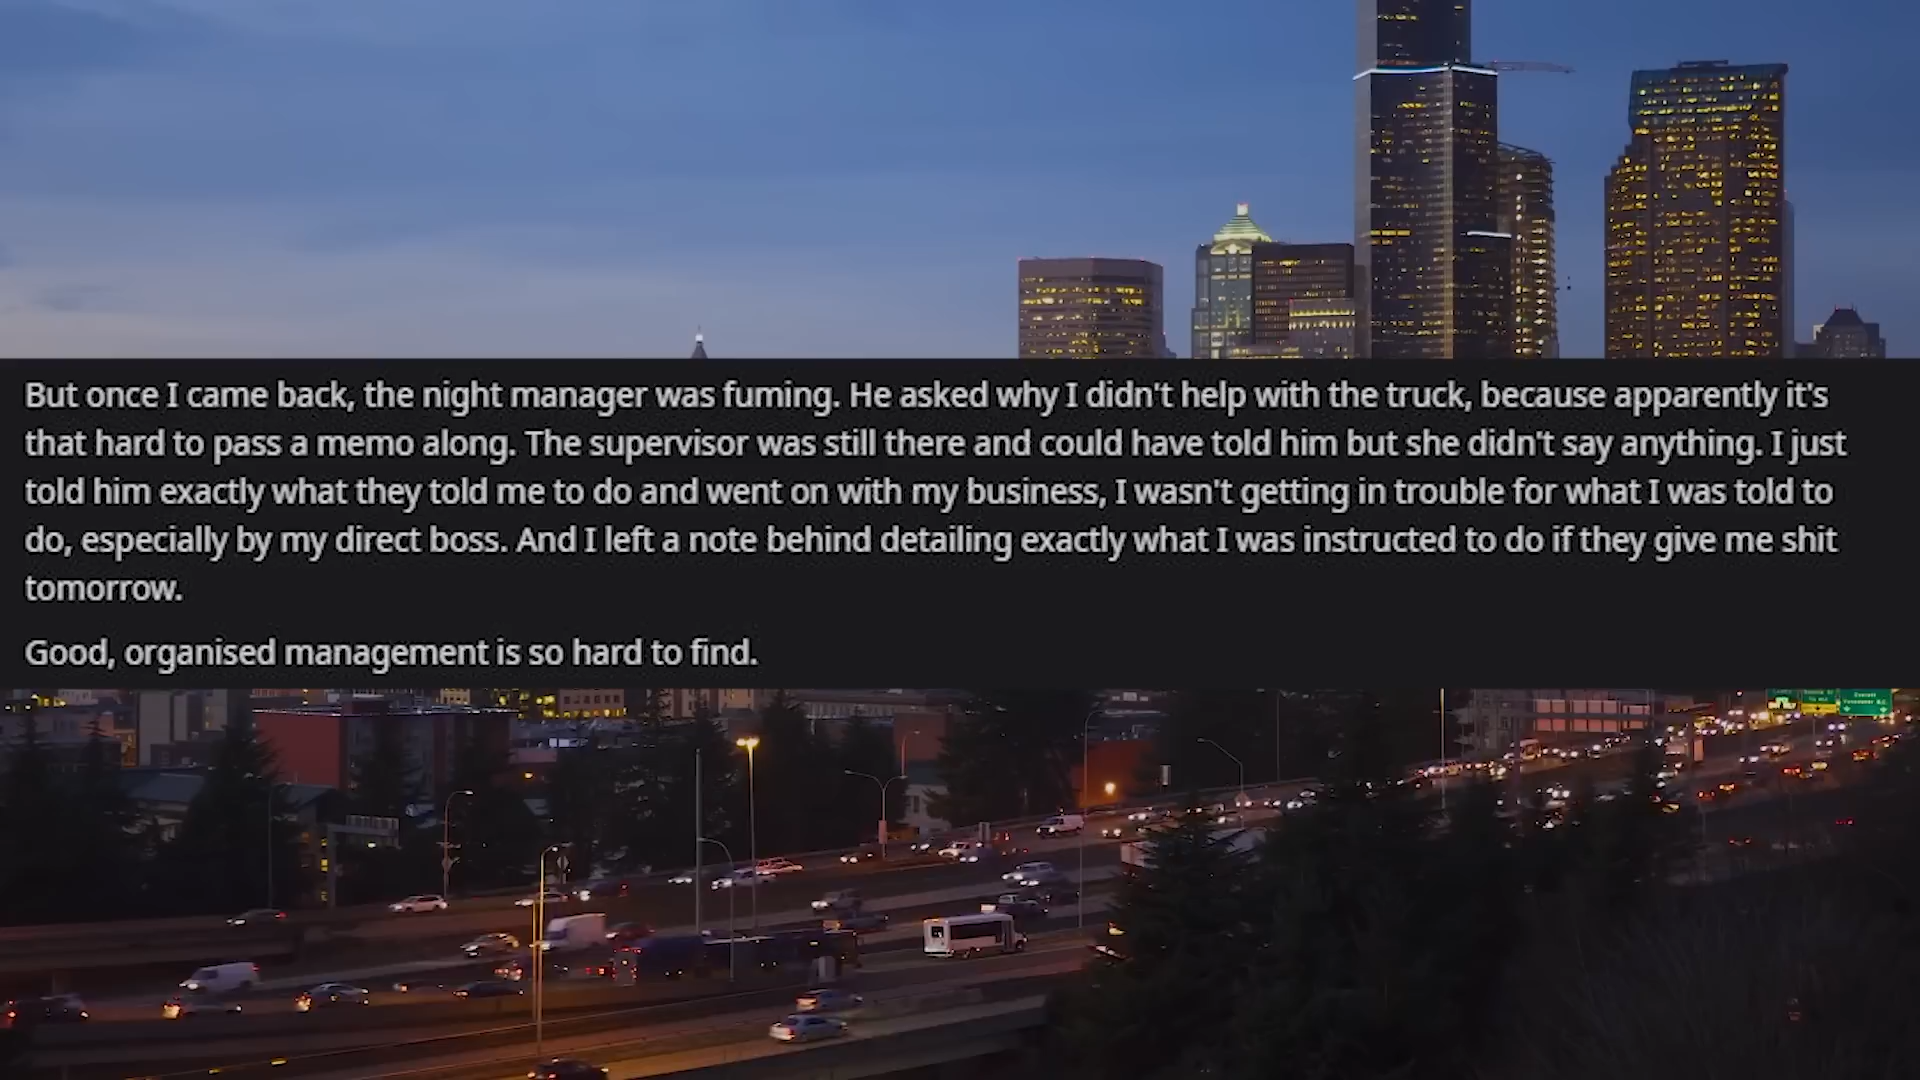 But once I came back, the night manager was fuming. He asked why I didn't help with the truck, because apparently it's
that hard to pass a memo along. The supervisor was still there and could have told him but she didn't say anything. I just
told him exactly what they told me to do and went on with my business, I wasn't getting in trouble for what I was told to
do, especially by my direct boss. And I left a note behind detailing exactly what I was instructed to do if they give me shit
tomorrow.
Good, organised management is so hard to find.
Everett
Vancouver B.C.